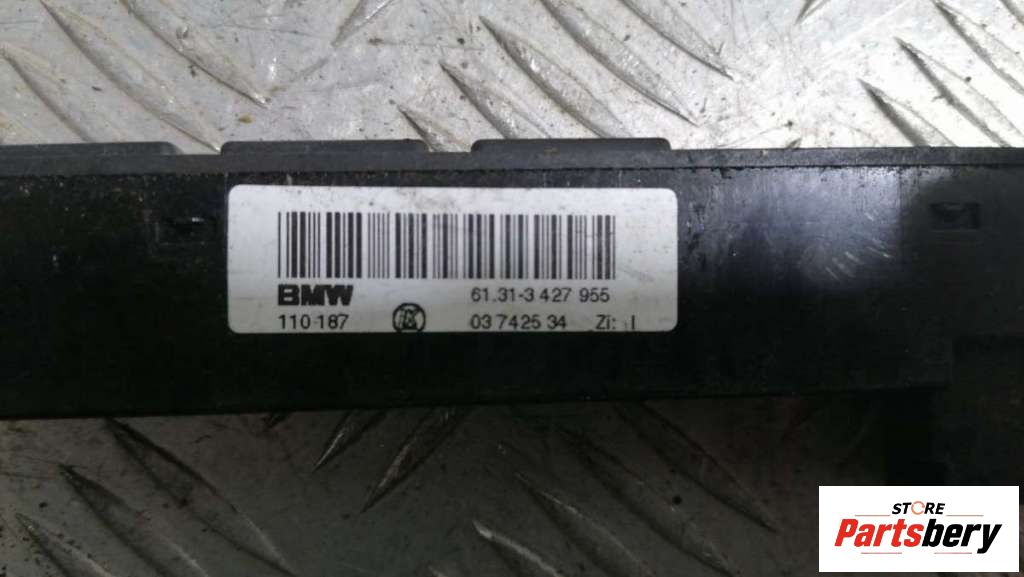 BMW 61.31-3 427 955
110 187 03 7425 34 Zi: I
STORE
Partsbery